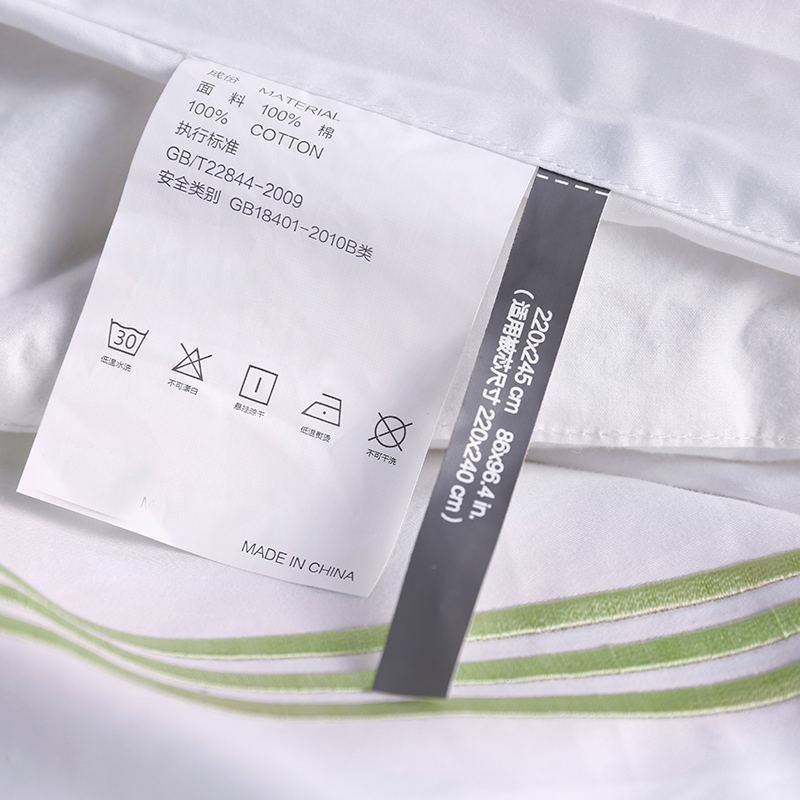 成份 MATERIAL
面 料 100% 棉
100% COTTON
执行标准
GB/T22844-2009
安全类别 GB18401-2010B类
30
低温水洗
不可漂白
悬挂晾干
低温熨烫
不可干洗
MADE IN CHINA
220x245 cm 86x96.4 in.
(适用被芯尺寸 220x240 cm)